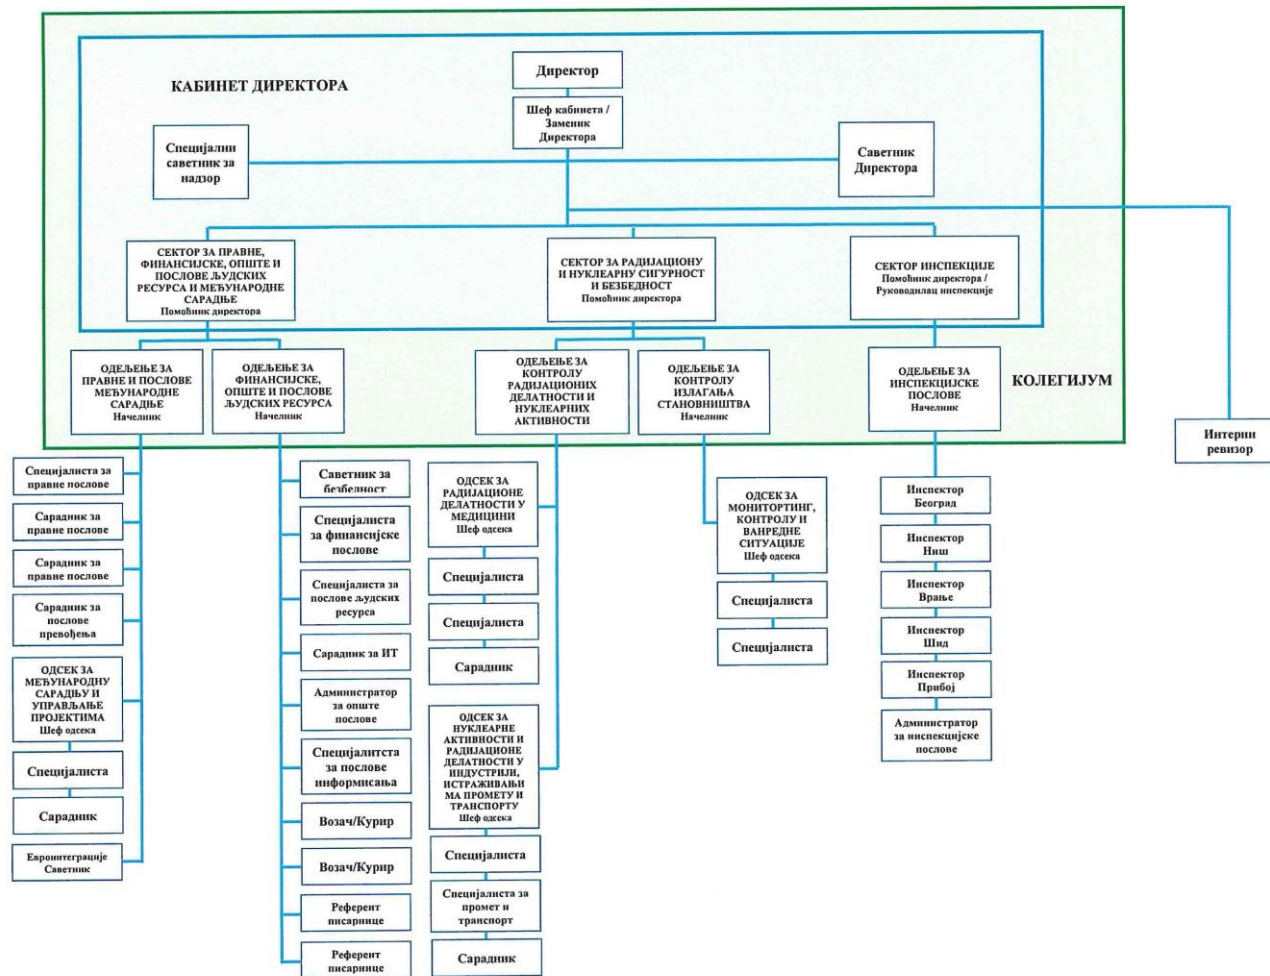 КАБИНЕТ ДИРЕКТОРА
Директор
Шеф кабинета /
Заменик
Директора
Специјални
саветник за
надзор
Саветник
Директора
СЕКТОР ЗА ПРАВНЕ,
ФИНАНСИЈСКЕ, ОПШТЕ И
ПОСЛОВЕ ЉУДСКИХ
РЕСУРСА И МЕЂУНАРОДНЕ
САРАДЊЕ
Помоћник директора
СЕКТОР ЗА РАДИЈАЦИОНУ
И НУКЛЕАРНУ СИГУРНОСТ
И БЕЗБЕДНОСТ
Помоћник директора
СЕКТОР ИНСПЕКЦИЈЕ
Помоћник директора /
Руководилац инспекције
ОДЕЉЕЊЕ ЗА
ПРАВНЕ И ПОСЛОВЕ
МЕЂУНАРОДНЕ
САРАДЊЕ
Начелник
ОДЕЉЕЊЕ ЗА
ФИНАНСИЈСКЕ,
ОПШТЕ И ПОСЛОВЕ
ЉУДСКИХ РЕСУРСА
Начелник
ОДЕЉЕЊЕ ЗА
КОНТРОЛУ
РАДИЈАЦИОНИХ
ДЕЛАТНОСТИ И
НУКЛЕАРНИХ
АКТИВНОСТИ
ОДЕЉЕЊЕ ЗА
КОНТРОЛУ
ИЗЛАГАЊА
СТАНОВНИШТВА
Начелник
ОДЕЉЕЊЕ ЗА
ИНСПЕКЦИЈСКЕ
ПОСЛОВЕ
Начелник
КОЛЕГИЈУМ
Интерни
ревизор
Специјалиста за
правне послове
Сарадник за
правне послове
Сарадник за
правне послове
Сарадник за
послове
превођења
ОДСЕК ЗА
МЕЂУНАРОДНУ
САРАДЊУ И
УПРАВЉАЊЕ
ПРОЈЕКТИМА
Шеф одсека
Специјалиста
Сарадник
Евроинтеграције
Саветник
Саветник за
безбедност
Специјалиста
за финансијске
послове
Специјалиста за
послове људских
ресурса
Сарадник за ИТ
Администратор
за опште
послове
Специјалитста
за послове
информисања
Возач/Курир
Возач/Курир
Референт
писарнице
Референт
писарнице
ОДСЕК ЗА
РАДИЈАЦИОНЕ
ДЕЛАТНОСТИ У
МЕДИЦИНИ
Шеф одсека
Специјалиста
Специјалиста
Сарадник
ОДСЕК ЗА
НУКЛЕАРНЕ
АКТИВНОСТИ И
РАДИЈАЦИОНЕ
ДЕЛАТНОСТИ У
ИНДУСТРИЈИ,
ИСТРАЖИВАЊИ
МА ПРОМЕТУ И
ТРАНСПОРТУ
Шеф одсека
Специјалиста
Специјалиста за
промет и
транспорт
Сарадник
ОДСЕК ЗА
МОНИТОРТИНГ,
КОНТРОЛУ И
ВАНРЕДНЕ
СИТУАЦИЈЕ
Шеф одсека
Специјалиста
Специјалиста
Инспектор
Београд
Инспектор
Ниш
Инспектор
Врање
Инспектор
Шид
Инспектор
Прибој
Администратор
за инспекцијске
послове